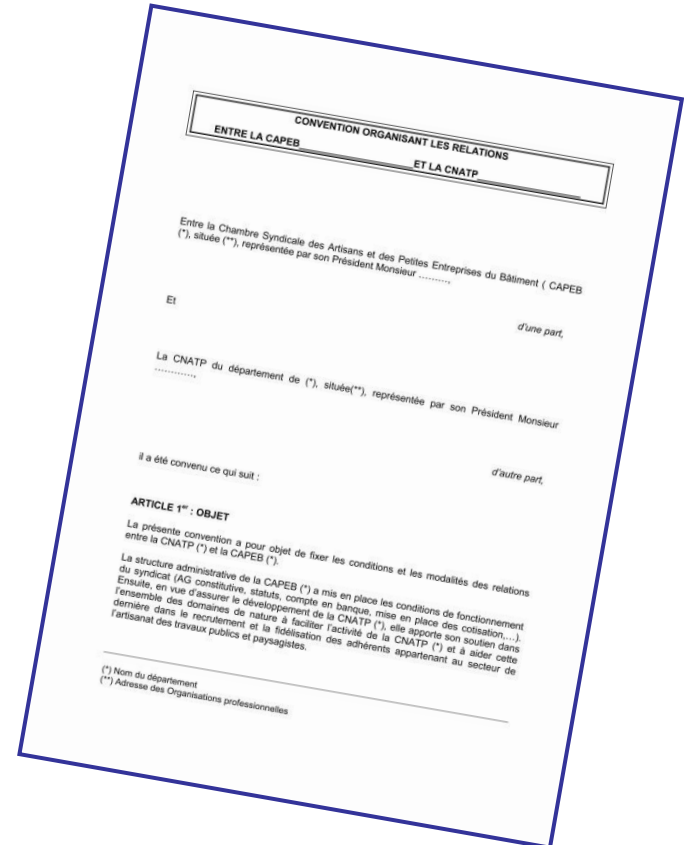 CONVENTION ORGANISANT LES RELATIONS
ENTRE LA CAPEB____________________ET LA CNATP__________________
Entre la Chambre Syndicale des Artisans et des Petites Entreprises du Bâtiment ( CAPEB
(*), située (**), représentée par son Président Monsieur ……….,
d'une part,
Et
La CNATP du département de (*), située(**), représentée par son Président Monsieur
………….,
d'autre part,
il a été convenu ce qui suit :
ARTICLE 1er : OBJET
La présente convention a pour objet de fixer les conditions et les modalités des relations
entre la CNATP (*) et la CAPEB (*).
La structure administrative de la CAPEB (*) a mis en place les conditions de fonctionnement
du syndicat (AG constitutive, statuts, compte en banque, mise en place des cotisation,…).
Ensuite, en vue d'assurer le développement de la CNATP (*), elle apporte son soutien dans
l'ensemble des domaines de nature à faciliter l'activité de la CNATP (*) et à aider cette
dernière dans le recrutement et la fidélisation des adhérents appartenant au secteur de
l'artisanat des travaux publics et paysagistes.
(*) Nom du département
(**) Adresse des Organisations professionnelles